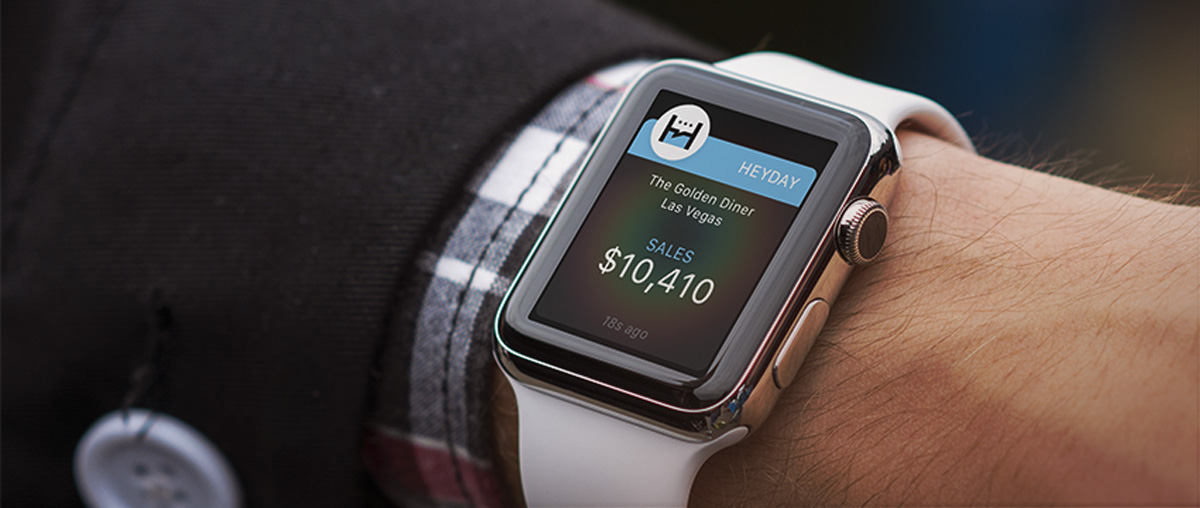 HEYDAY
The Golden Diner
Las Vegas
SALES
$10,410
18s ago